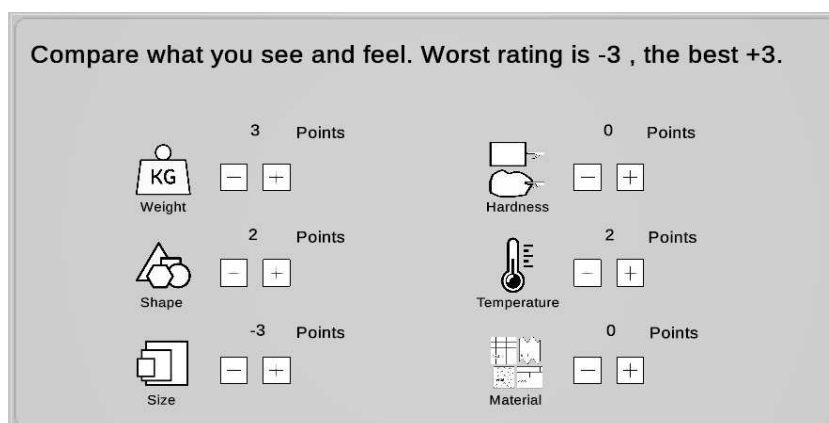 Compare what you see and feel. Worst rating is -3 , the best +3.
3 Points
0 Points
KG
− +
− +
Weight
Hardness
2 Points
2 Points
− +
− +
Shape
Temperature
-3 Points
0 Points
− +
− +
Size
Material